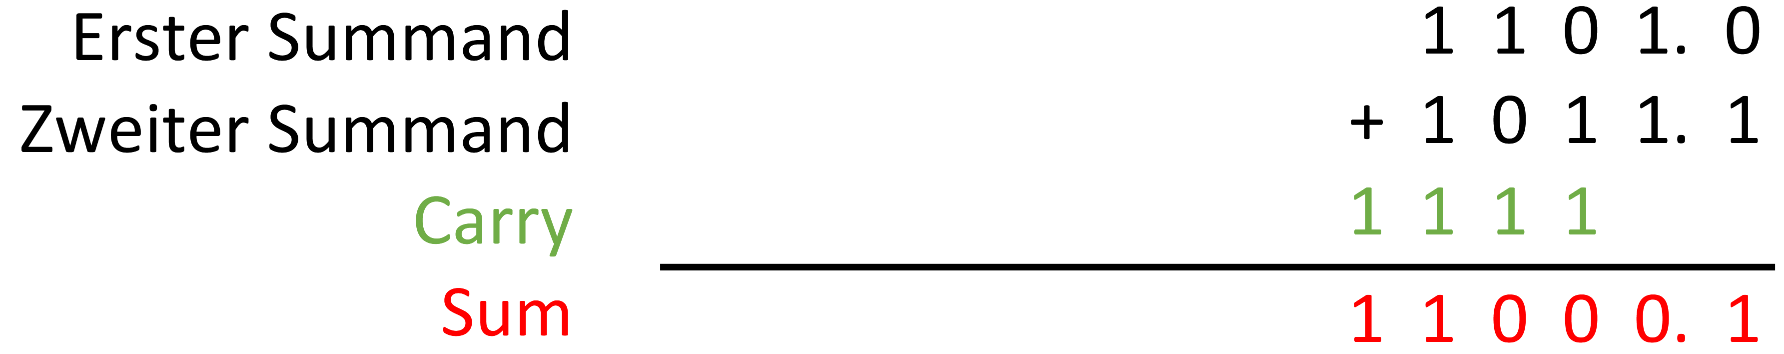 Erster Summand 1 1 0 1. 0
Zweiter Summand + 1 0 1 1. 1
Carry 1 1 1 1
Sum 1 1 0 0 0. 1